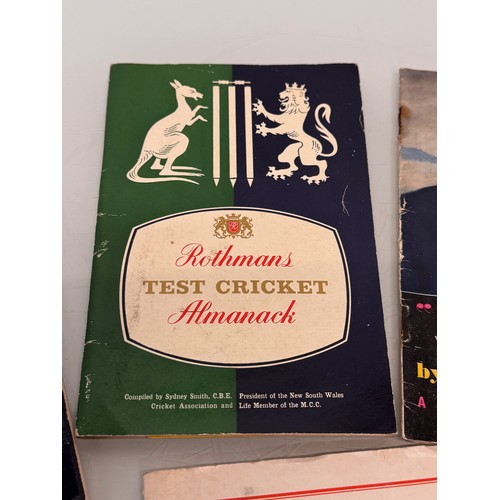 Rothmans
TEST CRICKET
Almanack
Compiled by Sydney Smith, C.B.E. President of the New South Wales
Cricket Association and Life Member of the M.C.C.
by
A